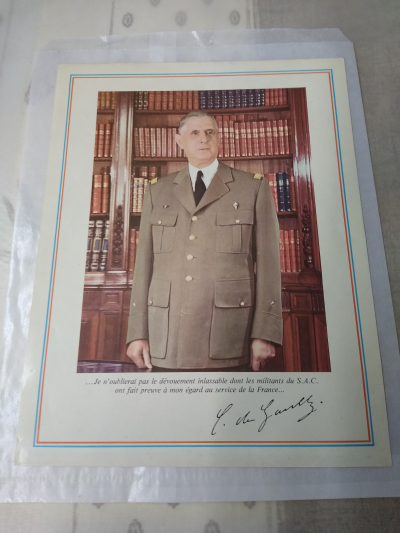 ....Je n'oublierai pas le dévouement inlassable dont les militants du S.A.C.
ont fait preuve à mon égard au service de la France...
C. de Gaulle.